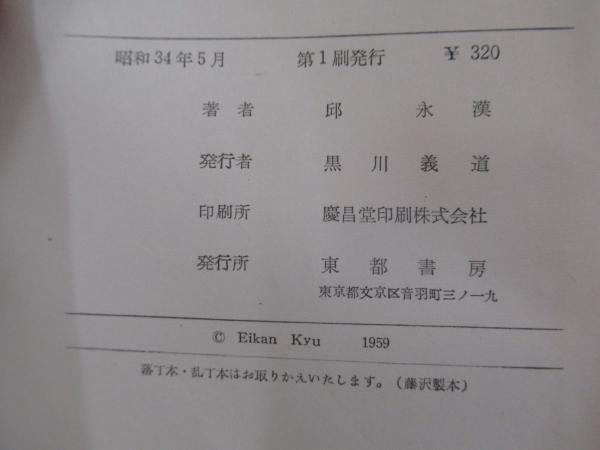 昭和34年5月 第1刷発行 ¥ 320
著者 邱永漢
発行者 黒川義道
印刷所 慶昌堂印刷株式会社
発行所 東都書房
東京都文京区音羽町三ノ一九
© Eikan Kyu 1959
落丁本・乱丁本はお取りかえいたします。（藤沢製本）